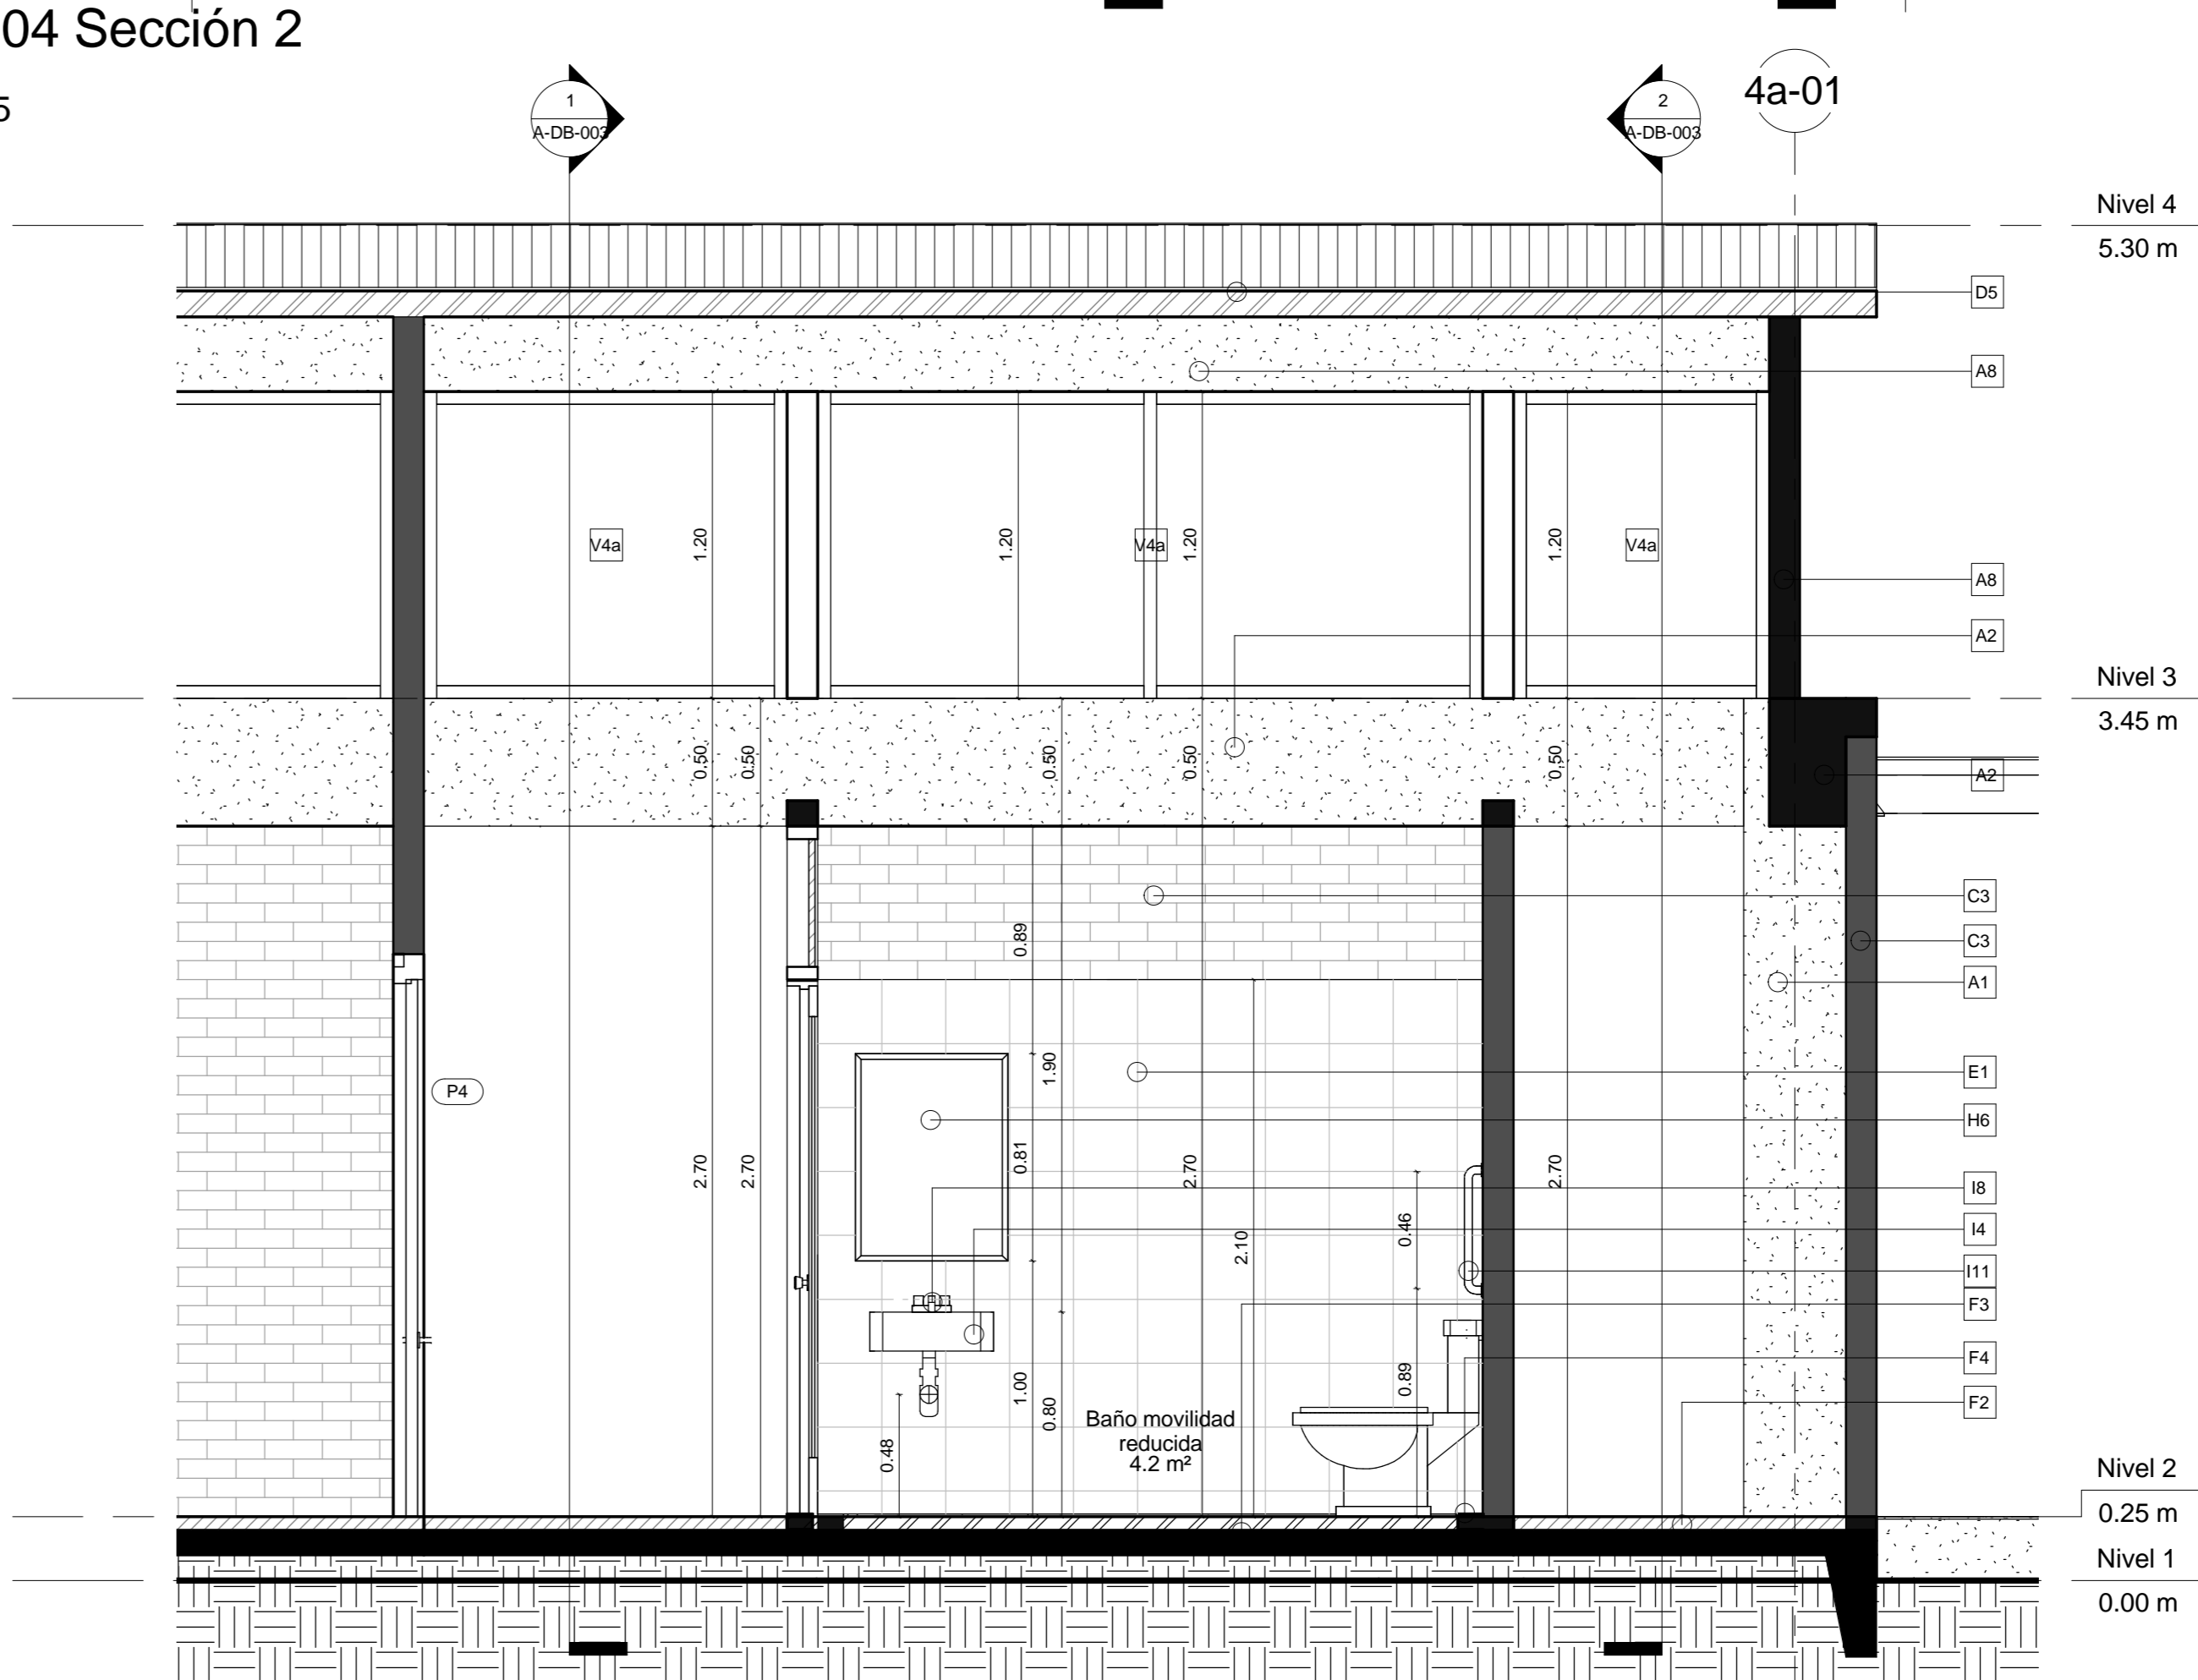 04 Sección 2
5
1
A-DB-003
2
A-DB-003
4a-01
Nivel 4
5.30 m
D5
A8
V4a
1.20
1.20
V4a
1.20
1.20
V4a
A8
A2
Nivel 3
3.45 m
0.50
0.50
0.50
0.50
0.50
A2
C3
0.89
C3
A1
P4
1.90
E1
H6
2.70
2.70
0.81
2.70
2.70
I8
0.46
2.10
I4
I11
F3
F4
0.89
1.00
0.80
F2
Baño movilidad
reducida
4.2 m²
0.48
Nivel 2
0.25 m
Nivel 1
0.00 m